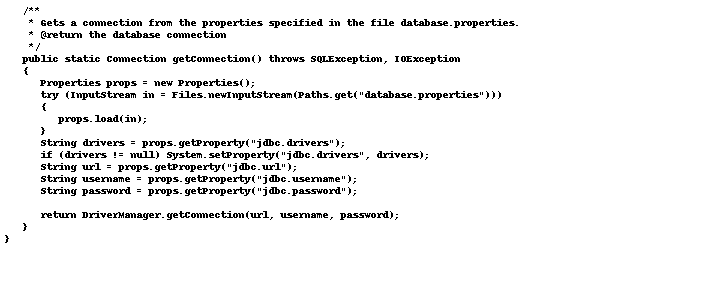 /**
* Gets a connection from the properties specified in the file database.properties.
* @return the database connection
*/
public static Connection getConnection() throws SQLException, IOException
{
Properties props = new Properties();
try (InputStream in = Files.newInputStream(Paths.get("database.properties")))
{
props.load(in);
}
String drivers = props.getProperty("jdbc.drivers");
if (drivers != null) System.setProperty("jdbc.drivers", drivers);
String url = props.getProperty("jdbc.url");
String username = props.getProperty("jdbc.username");
String password = props.getProperty("jdbc.password");
return DriverManager.getConnection(url, username, password);
}
}